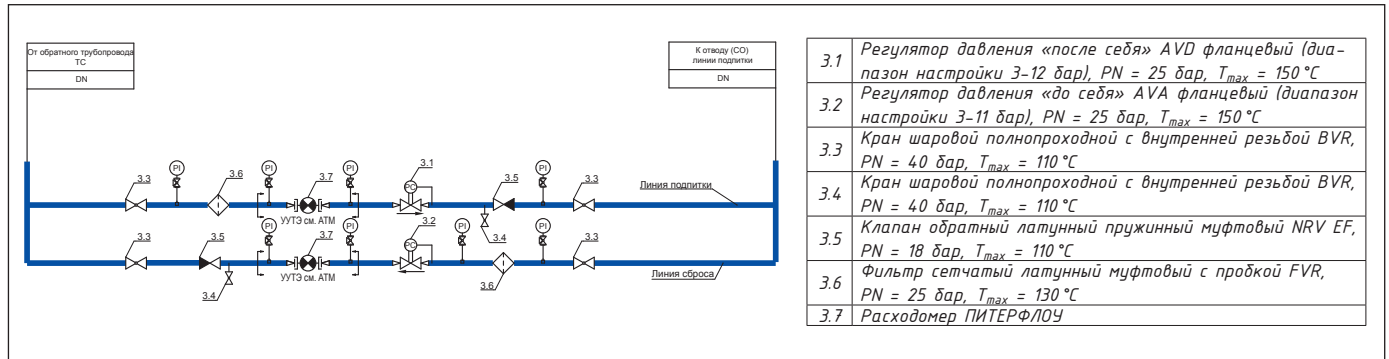 От обратного трубопровода
ТС
DN
К отводу (СО)
линии подпитки
DN
PI
PI
PI
3.1
PI
3.3
3.6
3.7
PC
3.5
3.3
Линия подпитки
УУТЭ см. АТМ
3.4
PI
PI
3.2
PI
PI
3.3
3.5
3.7
PC
3.3
УУТЭ см. АТМ
Линия сброса
3.4
3.6
3.1 Регулятор давления «после себя» AVD фланцевый (диа-
пазон настройки 3-12 бар), PN = 25 бар, Tmax = 150 °C
3.2 Регулятор давления «до себя» AVA фланцевый (диапазон
настройки 3-11 бар), PN = 25 бар, Tmax = 150 °C
3.3 Кран шаровой полнопроходной с внутренней резьбой BVR,
PN = 40 бар, Tmax = 110 °C
3.4 Кран шаровой полнопроходной с внутренней резьбой BVR,
PN = 40 бар, Tmax = 110 °C
3.5 Клапан обратный латунный пружинный муфтовый NRV EF,
PN = 18 бар, Tmax = 110 °C
3.6 Фильтр сетчатый латунный муфтовый с пробкой FVR,
PN = 25 бар, Tmax = 130 °C
3.7 Расходомер ПИТЕРФЛОУ